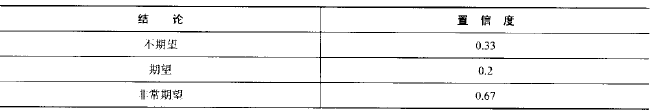 结 论 置 信 度
不期望 0.33
期望 0.2
非常期望 0.67